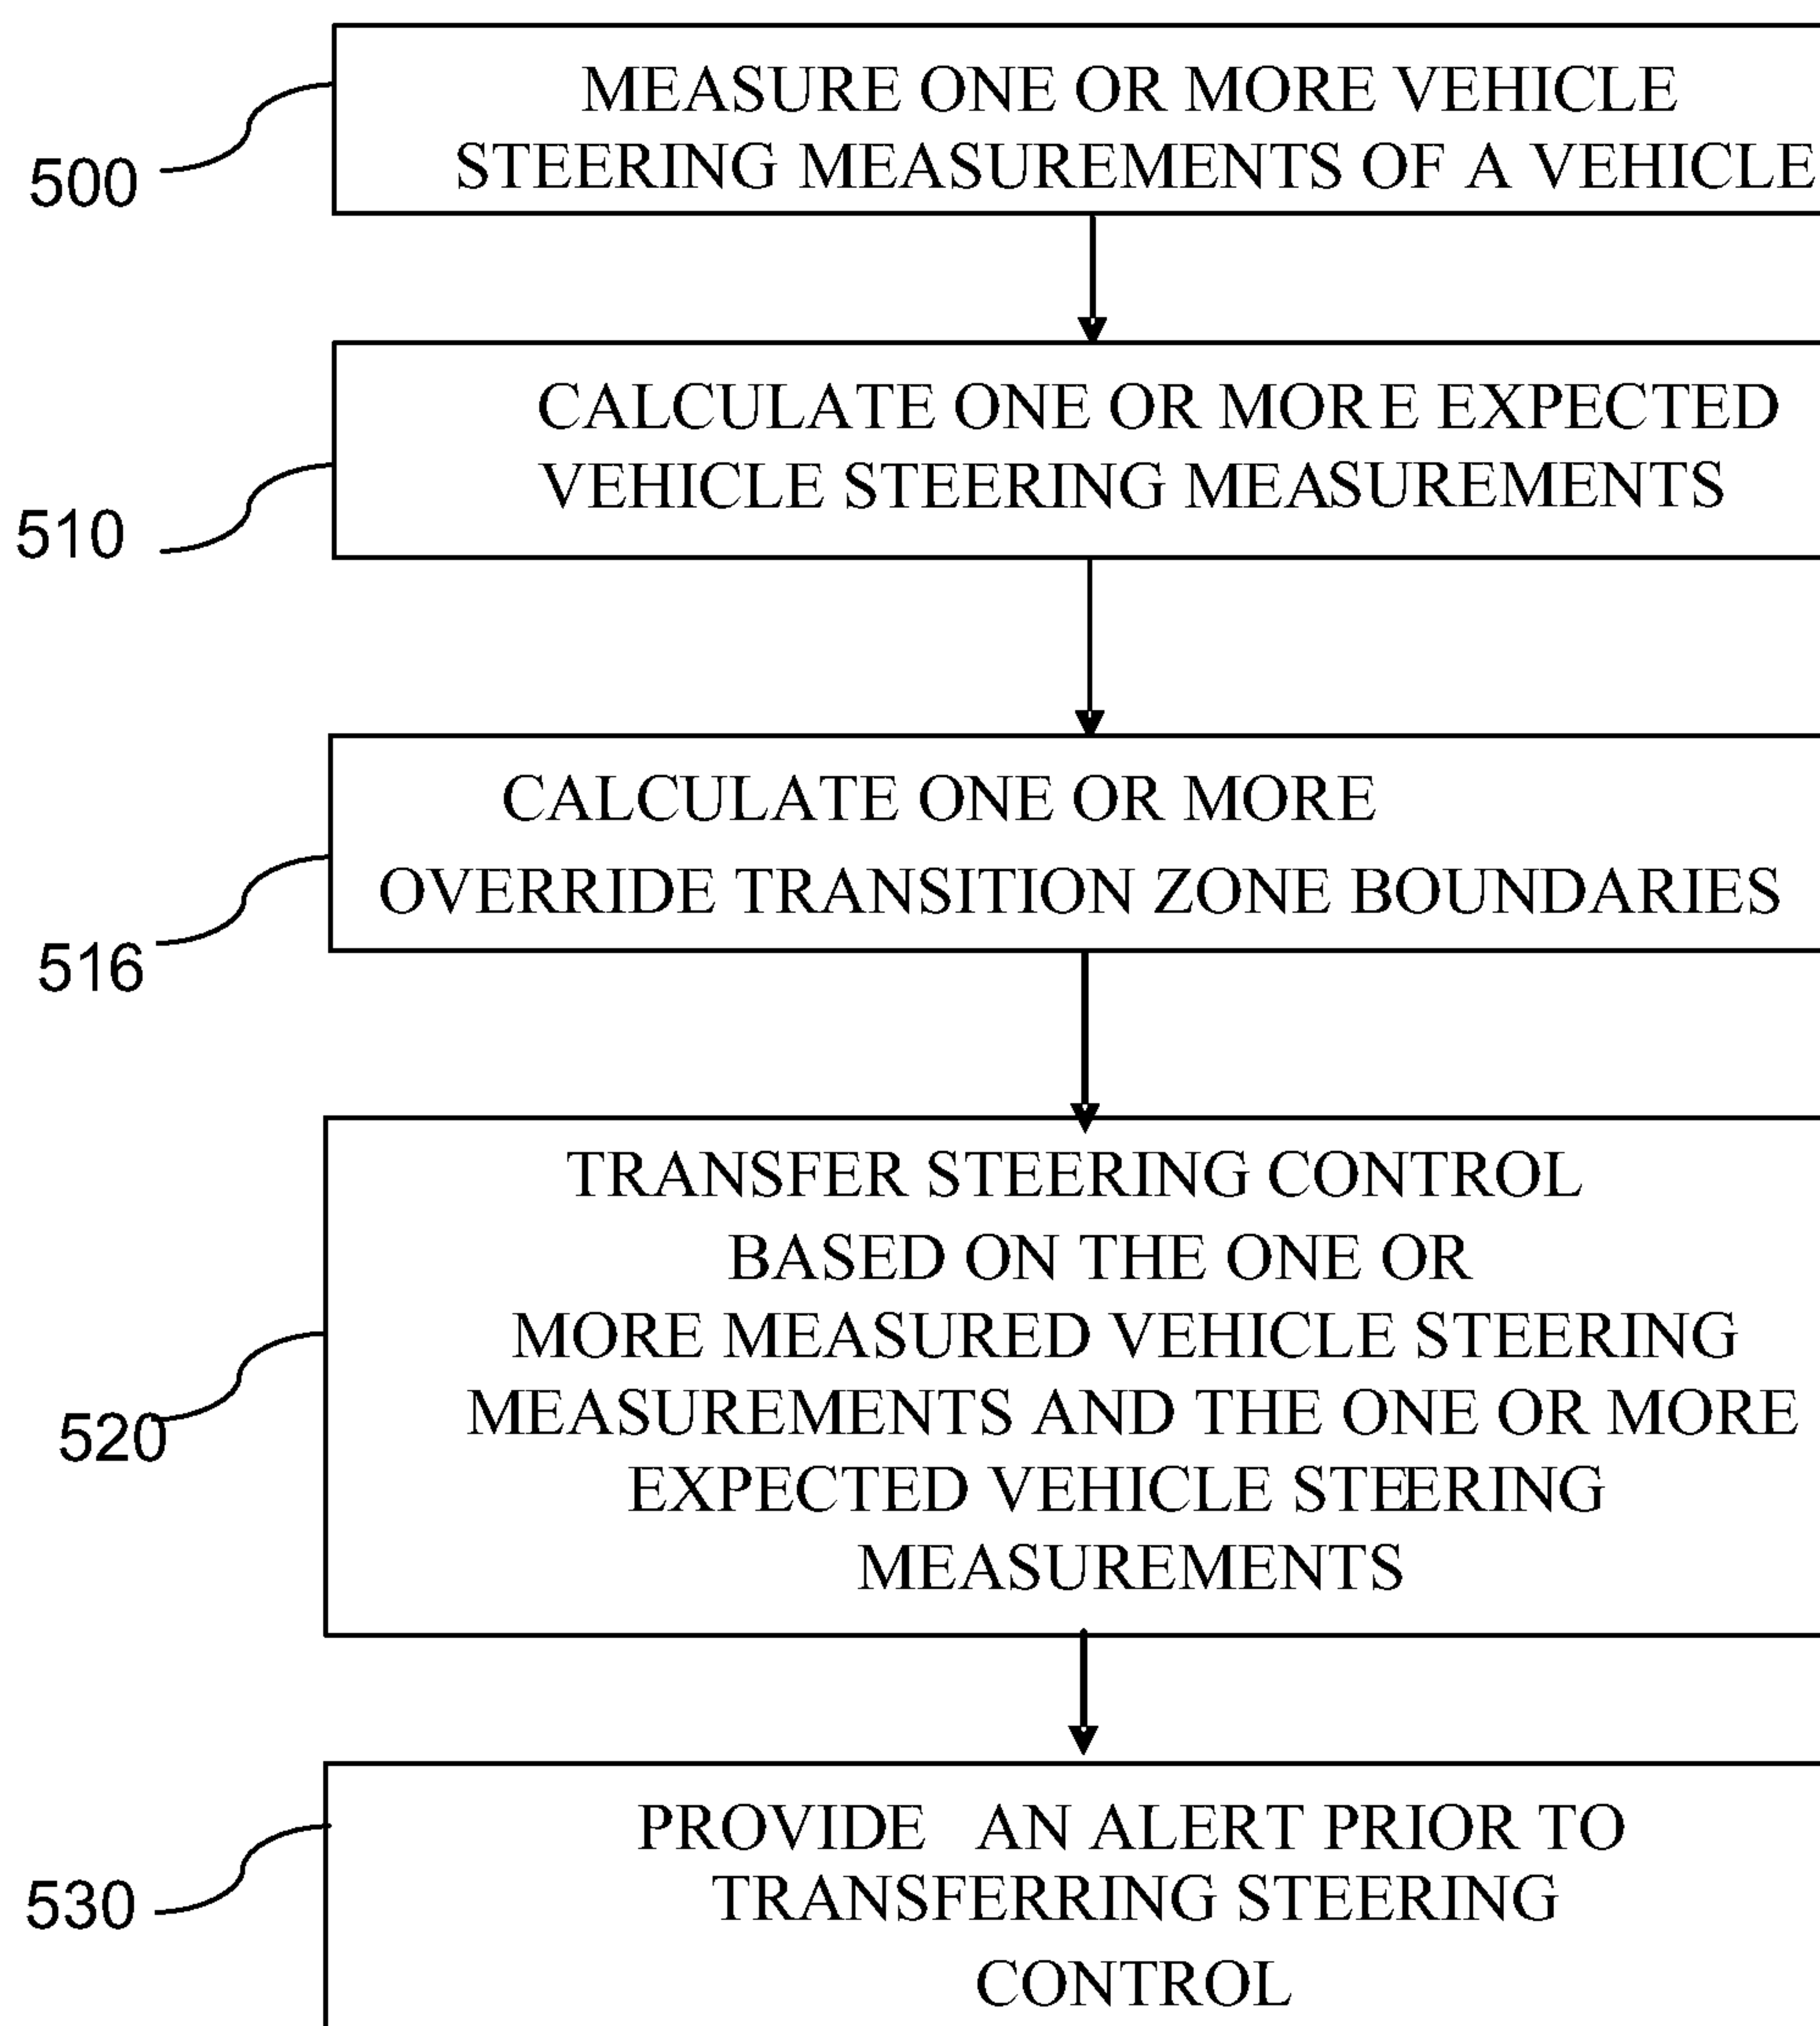 MEASURE ONE OR MORE VEHICLE
STEERING MEASUREMENTS OF A VEHICLE
500
CALCULATE ONE OR MORE EXPECTED
VEHICLE STEERING MEASUREMENTS
510
CALCULATE ONE OR MORE
OVERRIDE TRANSITION ZONE BOUNDARIES
516
TRANSFER STEERING CONTROL
BASED ON THE ONE OR
MORE MEASURED VEHICLE STEERING
MEASUREMENTS AND THE ONE OR MORE
EXPECTED VEHICLE STEERING
MEASUREMENTS
520
PROVIDE AN ALERT PRIOR TO
TRANSFERRING STEERING
CONTROL
530